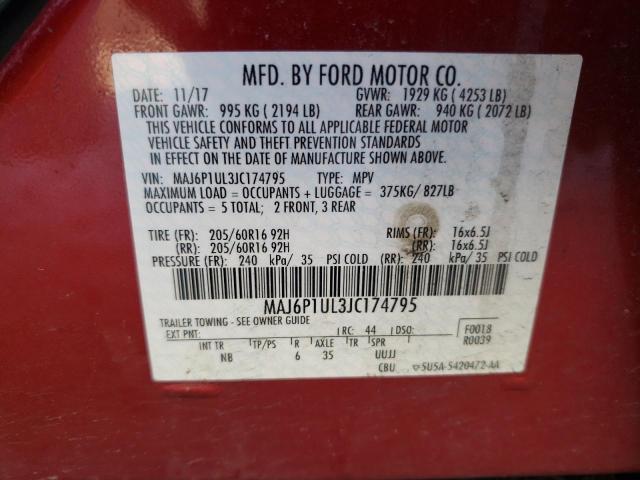 MFD. BY FORD MOTOR CO.
DATE: 11/17 GVWR: 1929 KG ( 4253 LB)
FRONT GAWR: 995 KG ( 2194 LB) REAR GAWR: 940 KG ( 2072 LB)
THIS VEHICLE CONFORMS TO ALL APPLICABLE FEDERAL MOTOR
VEHICLE SAFETY AND THEFT PREVENTION STANDARDS
IN EFFECT ON THE DATE OF MANUFACTURE SHOWN ABOVE.
VIN: MAJ6P1UL3JC174795 TYPE: MPV
MAXIMUM LOAD = OCCUPANTS + LUGGAGE = 375KG/ 827LB
OCCUPANTS = 5 TOTAL; 2 FRONT, 3 REAR
TIRE (FR): 205/60R16 92H RIMS (FR): 16x6.5J
(RR): 205/60R16 92H (RR): 16x6.5J
PRESSURE (FR): 240 kPa/ 35 PSI COLD (RR): 240 kPa/ 35 PSI COLD
MAJ6P1UL3JC174795
TRAILER TOWING - SEE OWNER GUIDE
EXT PNT: RC: 44 DSO: F0018
R0039
INT TR TP/PS R AXLE TR SPR
NB 6 35 UUJJ
CBU 5U5A-5420472-AA